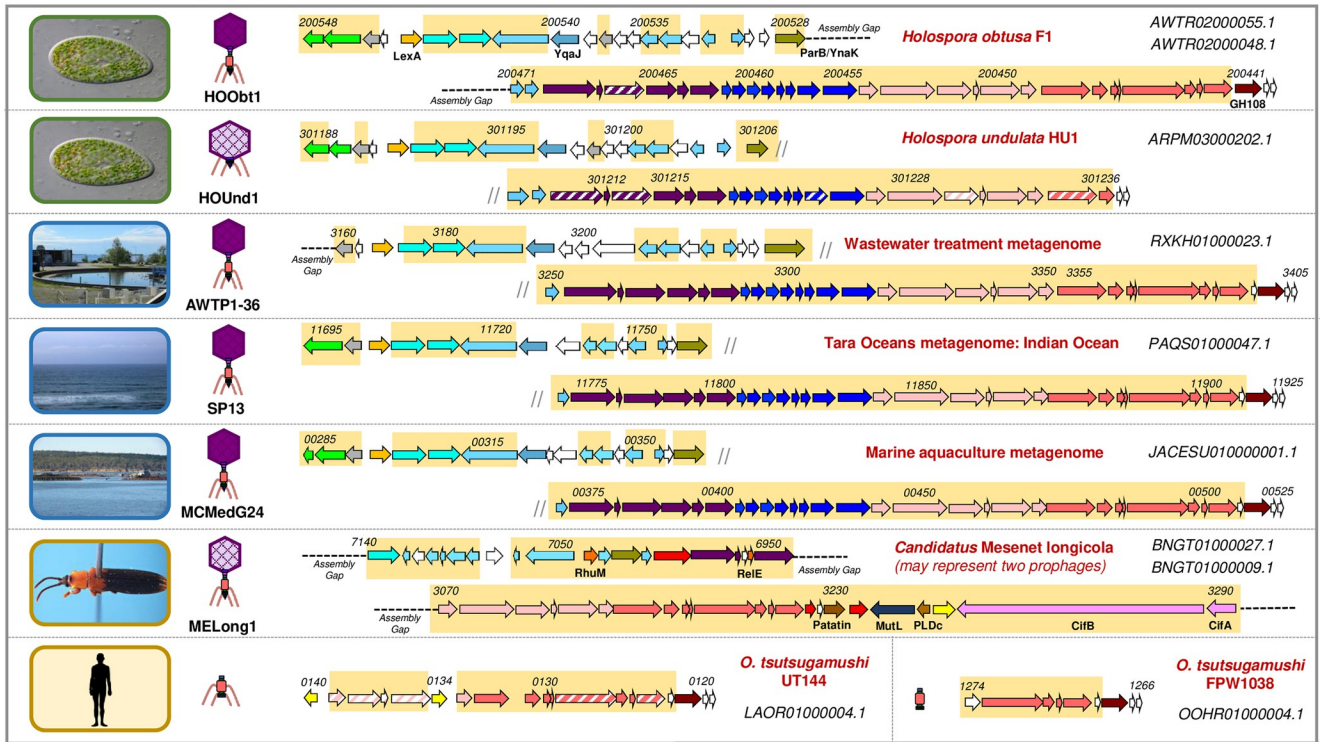 200548 200540 200535 200528
Assembly Gap
LexA YqaJ ParB/YnaK
Holospora obtusa F1
AWTR02000055.1
AWTR02000048.1
HOObt1
200471 200465 200460 200455 200450 200441
Assembly Gap
GH108
301188 301195 301200 301206
//
Holospora undulata HU1
ARPM03000202.1
HOUnd1
//
301212 301215 301228 301236
3160 3180 3200
Assembly Gap
//
Wastewater treatment metagenome
RXKH01000023.1
AWTP1-36
//
3250 3300 3350 3355 3405
11695 11720 11750
//
Tara Oceans metagenome: Indian Ocean
PAQS01000047.1
SP13
//
11775 11800 11850 11900 11925
00285 00315 00350
//
Marine aquaculture metagenome
JACESU010000001.1
MCMedG24
//
00375 00400 00450 00500 00525
7140 7050 6950
Assembly Gap
RhuM RelE
Assembly Gap
Candidatus Mesenet longicola
(may represent two prophages)
BNGT01000027.1
BNGT01000009.1
MELong1
3070 3230 3290
Assembly Gap
Patatin MutL PLDc CifB CifA
0140 0134 0130 0120
O. tsutsugamushi
UT144
LAOR01000004.1
1274 1266
O. tsutsugamushi
FPW1038
OOHR01000004.1